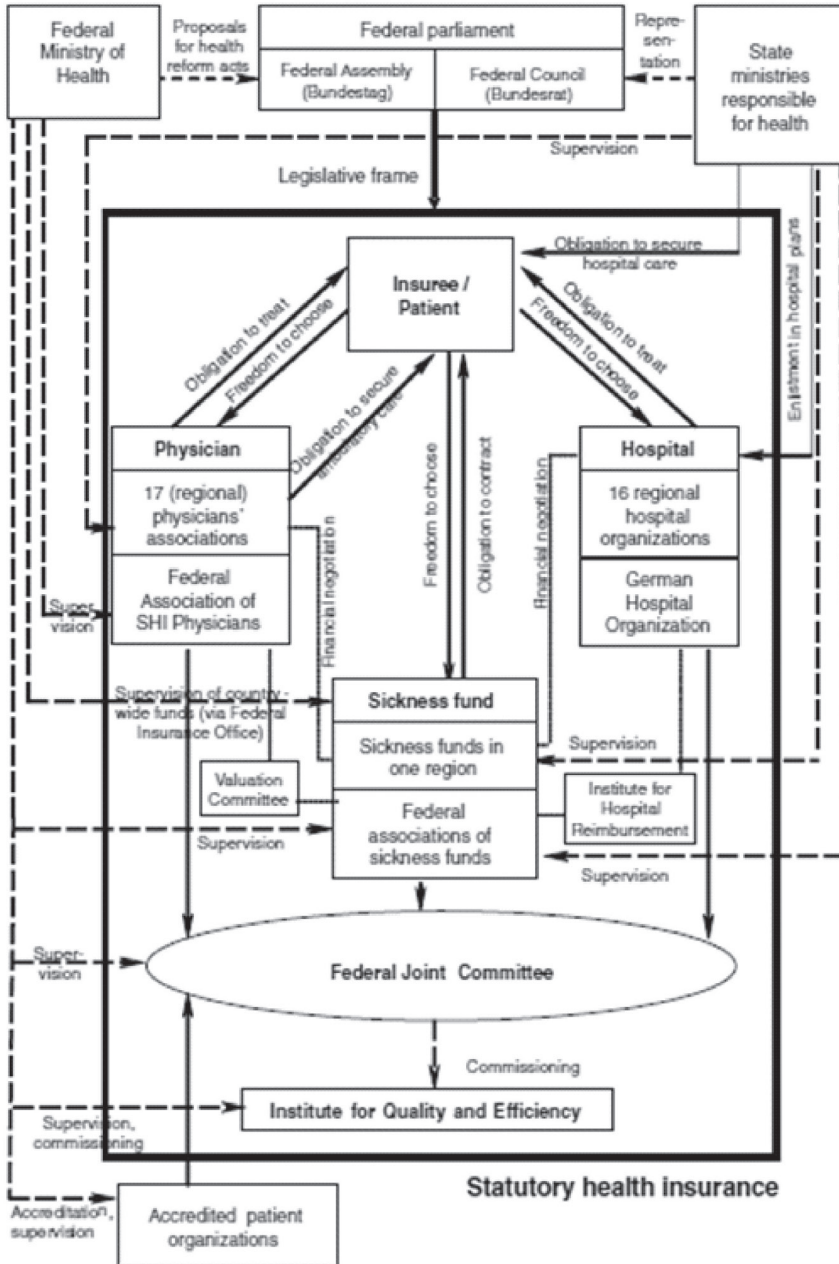 Federal
Ministry of
Health
Proposals
for health
reform acts
Federal parliament
Federal Assembly
(Bundestag)
Federal Council
(Bundesrat)
Repre-
sen-
tation
State
ministries
responsible
for health
Supervision
Legislative frame
Obligation to secure
hospital care
Enlistment in hospital plans
Insuree /
Patient
Obligation to treat
Freedom to choose
Obligation to secure
ambulatory care
Freedom to choose
Obligation to contract
Obligation to treat
Freedom to choose
Physician
17 (regional)
physicians'
associations
Federal
Association of
SHI Physicians
Financial negotiation
Financial negotiation
Hospital
16 regional
hospital
organizations
German
Hospital
Organization
Super-
vision
Supervision of country-
wide funds (via Federal
Insurance Office)
Sickness fund
Sickness funds in
one region
Federal
associations of
sickness funds
Supervision
Valuation
Committee
Institute for
Hospital
Reimbursement
Supervision
Supervision
Super-
vision
Federal Joint Committee
Commissioning
Institute for Quality and Efficiency
Supervision,
commissioning
Statutory health insurance
Accreditation,
supervision
Accredited patient
organizations